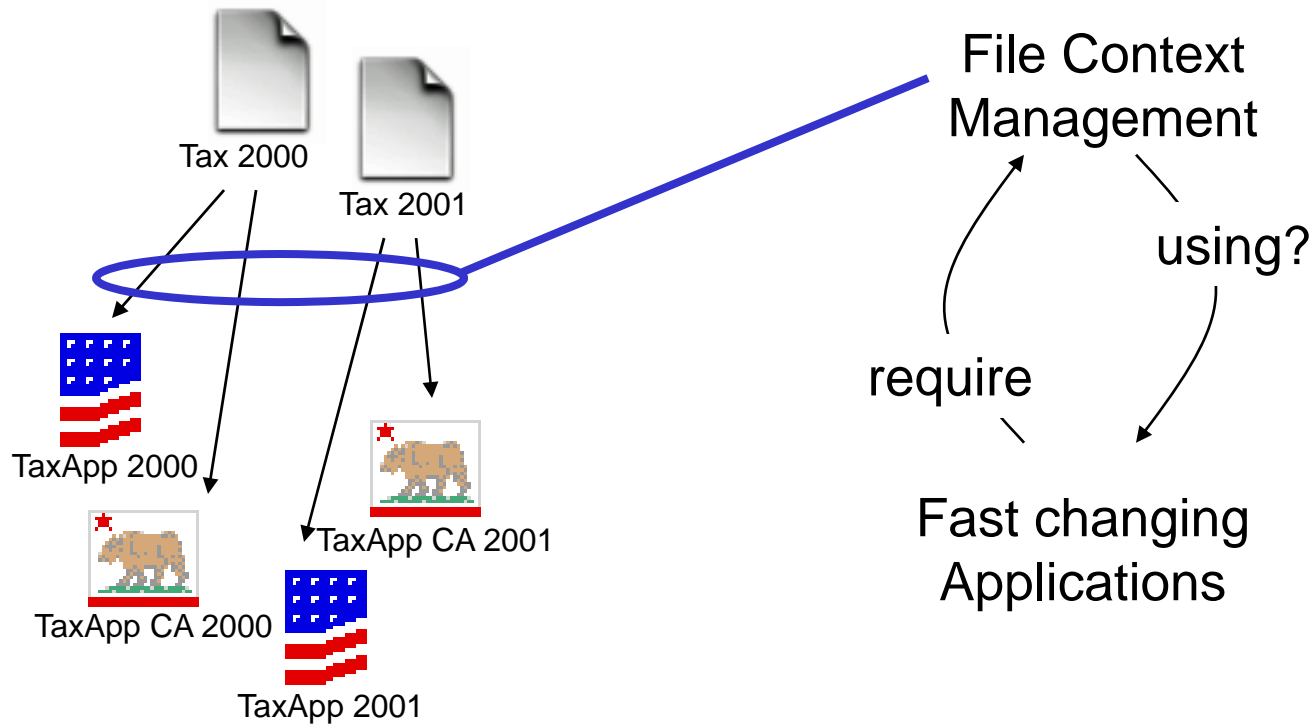 Tax 2000
Tax 2001
TaxApp 2000
TaxApp CA 2000
TaxApp CA 2001
TaxApp 2001
File Context
Management
using?
require
Fast changing
Applications